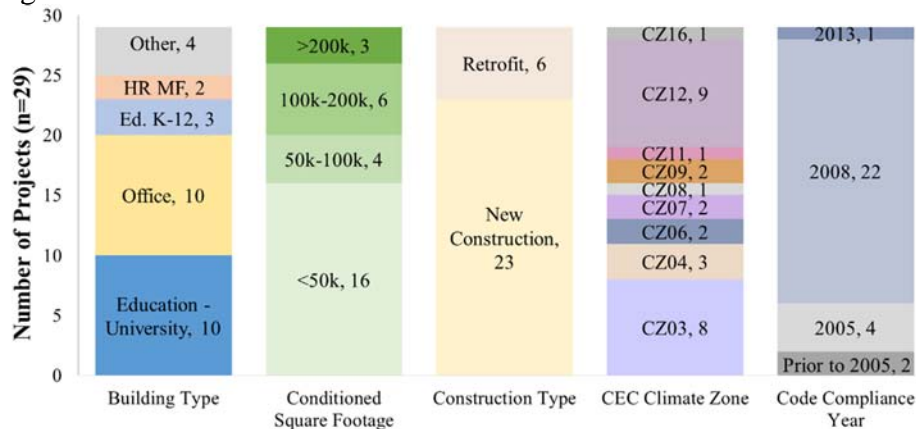 g
30
25
20
15
10
5
0
Number of Projects (n=29)
Other, 4
HR MF, 2
Ed. K-12, 3
Office, 10
Education -
University, 10
Building Type
>200k, 3
100k-200k, 6
50k-100k, 4
<50k, 16
Conditioned
Square Footage
Retrofit, 6
New
Construction,
23
Construction Type
CZ16, 1
CZ12, 9
CZ11, 1
CZ09, 2
CZ08, 1
CZ07, 2
CZ06, 2
CZ04, 3
CZ03, 8
CEC Climate Zone
2013, 1
2008, 22
2005, 4
Prior to 2005, 2
Code Compliance
Year